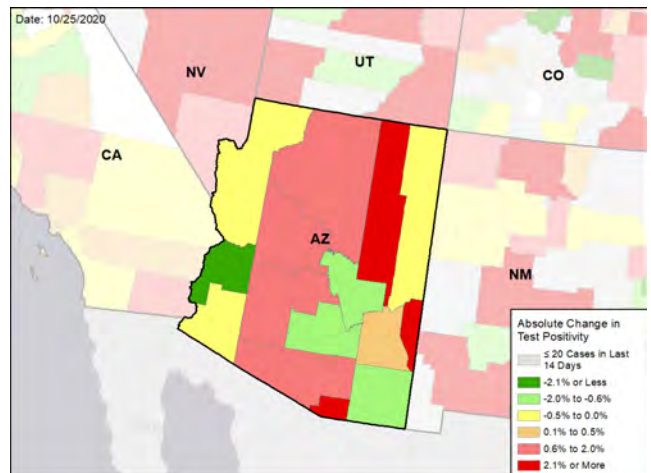 Date: 10/25/2020
NV
UT
CO
CA
AZ
NM
Absolute Change in
Test Positivity
≤ 20 Cases in Last
14 Days
-2.1% or Less
-2.0% to -0.6%
-0.5% to 0.0%
0.1% to 0.5%
0.6% to 2.0%
2.1% or More